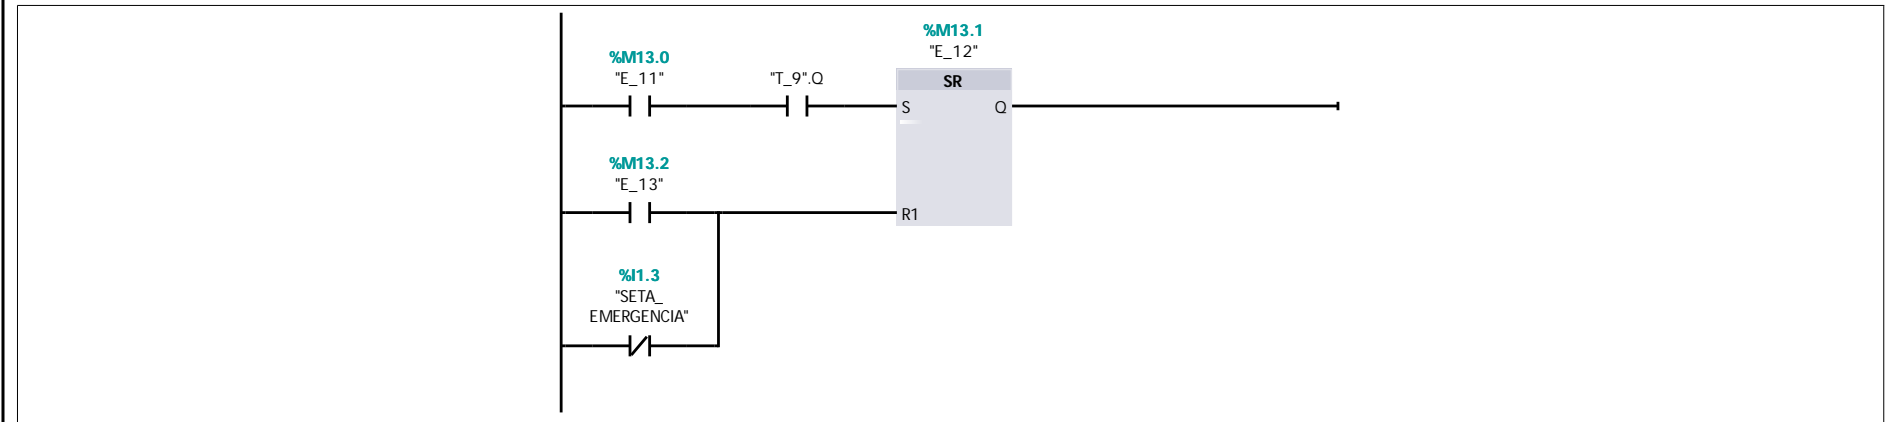 %M13.1
"E_12"
%M13.0
"E_11"
"T_9".Q
SR
S
Q
%M13.2
"E_13"
R1
%I1.3
"SETA_
EMERGENCIA"